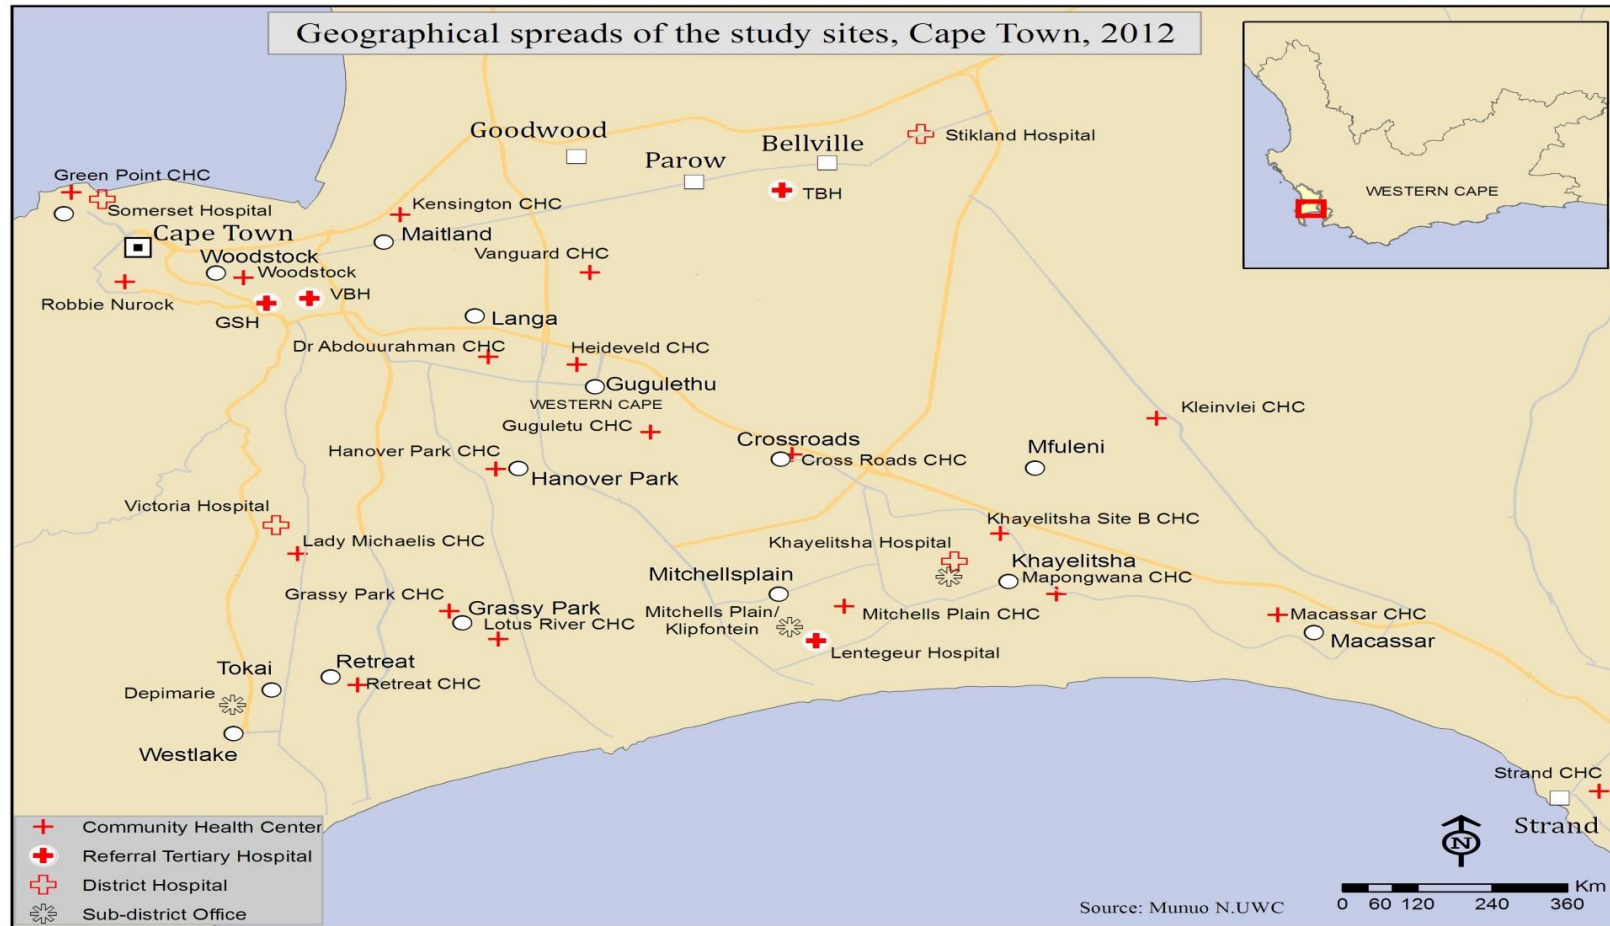 Geographical spreads of the study sites, Cape Town, 2012
Goodwood
Parow
Bellville
Stikland Hospital
TBH
WESTERN CAPE
Green Point CHC
Somerset Hospital
Cape Town
Kensington CHC
Maitland
Vanguard CHC
Woodstock
Woodstock
Robbie Nurock
VBH
GSH
Langa
Dr Abdouurahman CHC
Heideveld CHC
Gugulethu
WESTERN CAPE
Guguletu CHC
Kleinvlei CHC
Crossroads
Cross Roads CHC
Mfuleni
Hanover Park CHC
Hanover Park
Victoria Hospital
Lady Michaelis CHC
Khayelitsha Site B CHC
Khayelitsha Hospital
Khayelitsha
Mapongwana CHC
Mitchellsplain
Mitchells Plain/
Klipfontein
Mitchells Plain CHC
Lentegeur Hospital
Grassy Park CHC
Grassy Park
Lotus River CHC
Macassar CHC
Macassar
Tokai
Retreat
Retreat CHC
Depimarie
Westlake
Strand CHC
Strand
Community Health Center
Referral Tertiary Hospital
District Hospital
Sub-district Office
N
Km
0 60 120 240 360
Source: Munuo N.UWC